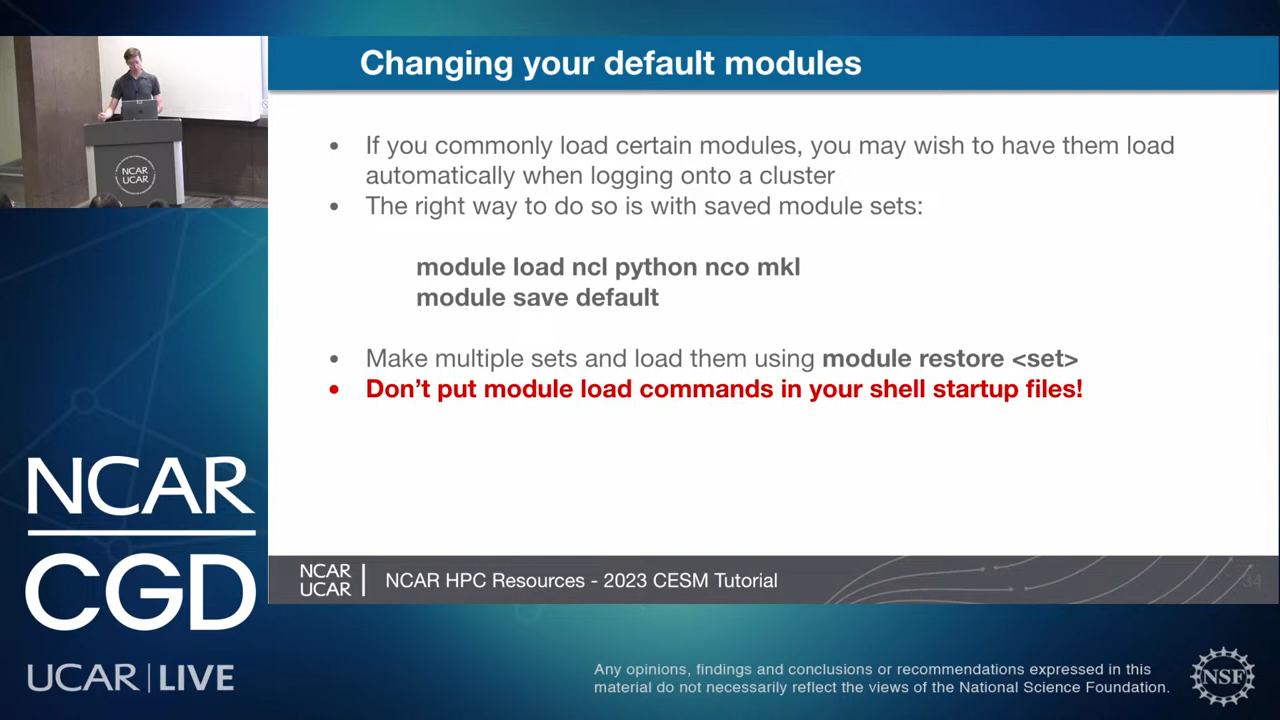 Changing your default modules
• If you commonly load certain modules, you may wish to have them load
automatically when logging onto a cluster
• The right way to do so is with saved module sets:
module load ncl python nco mkl
module save default
• Make multiple sets and load them using module restore <set>
• Don’t put module load commands in your shell startup files!
NCAR
UCAR
NCAR
UCAR
NCAR HPC Resources - 2023 CESM Tutorial
34
NCAR
CGD
UCAR | LIVE
Any opinions, findings and conclusions or recommendations expressed in this
material do not necessarily reflect the views of the National Science Foundation.
NSF